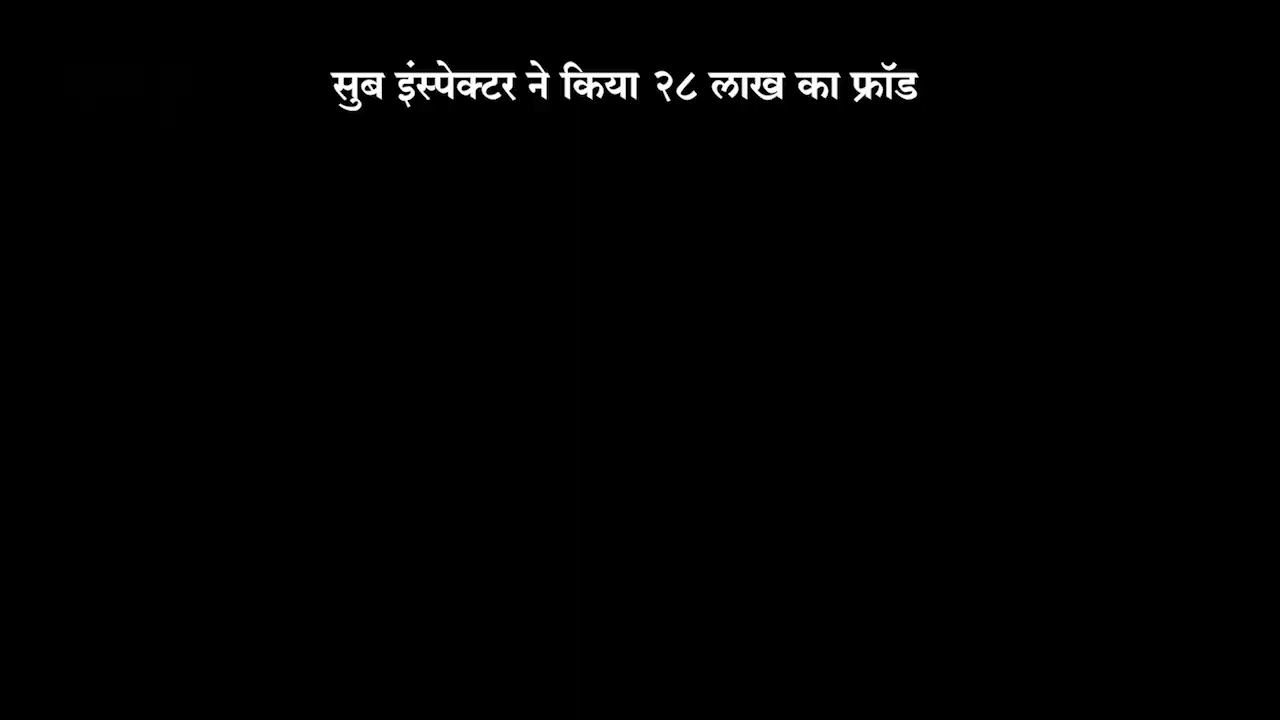 सुब इंस्पेक्टर ने किया २८ लाख का फ्रॉड